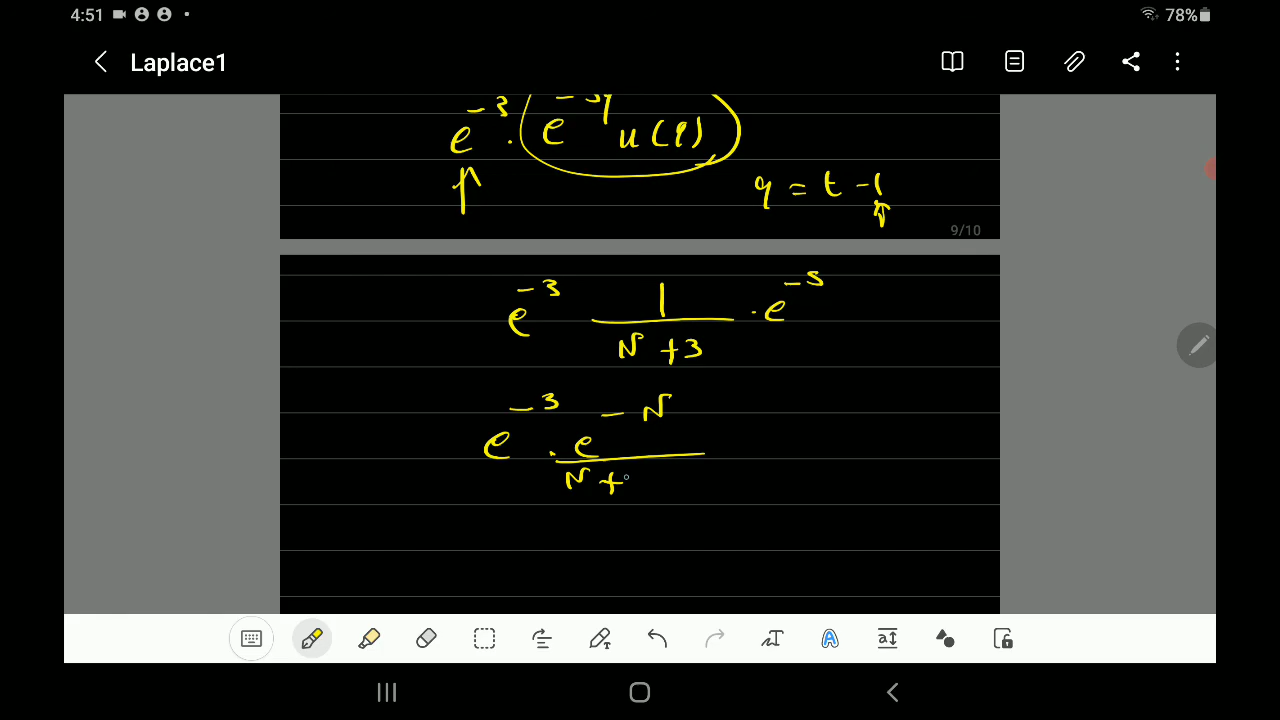 4:51 78%
Laplace1
e^-3 . e^-3q u(q)
q = t - 1
9/10
e^-3 1/(s+3) . e^-s
e^-3 . e^-s/(s+